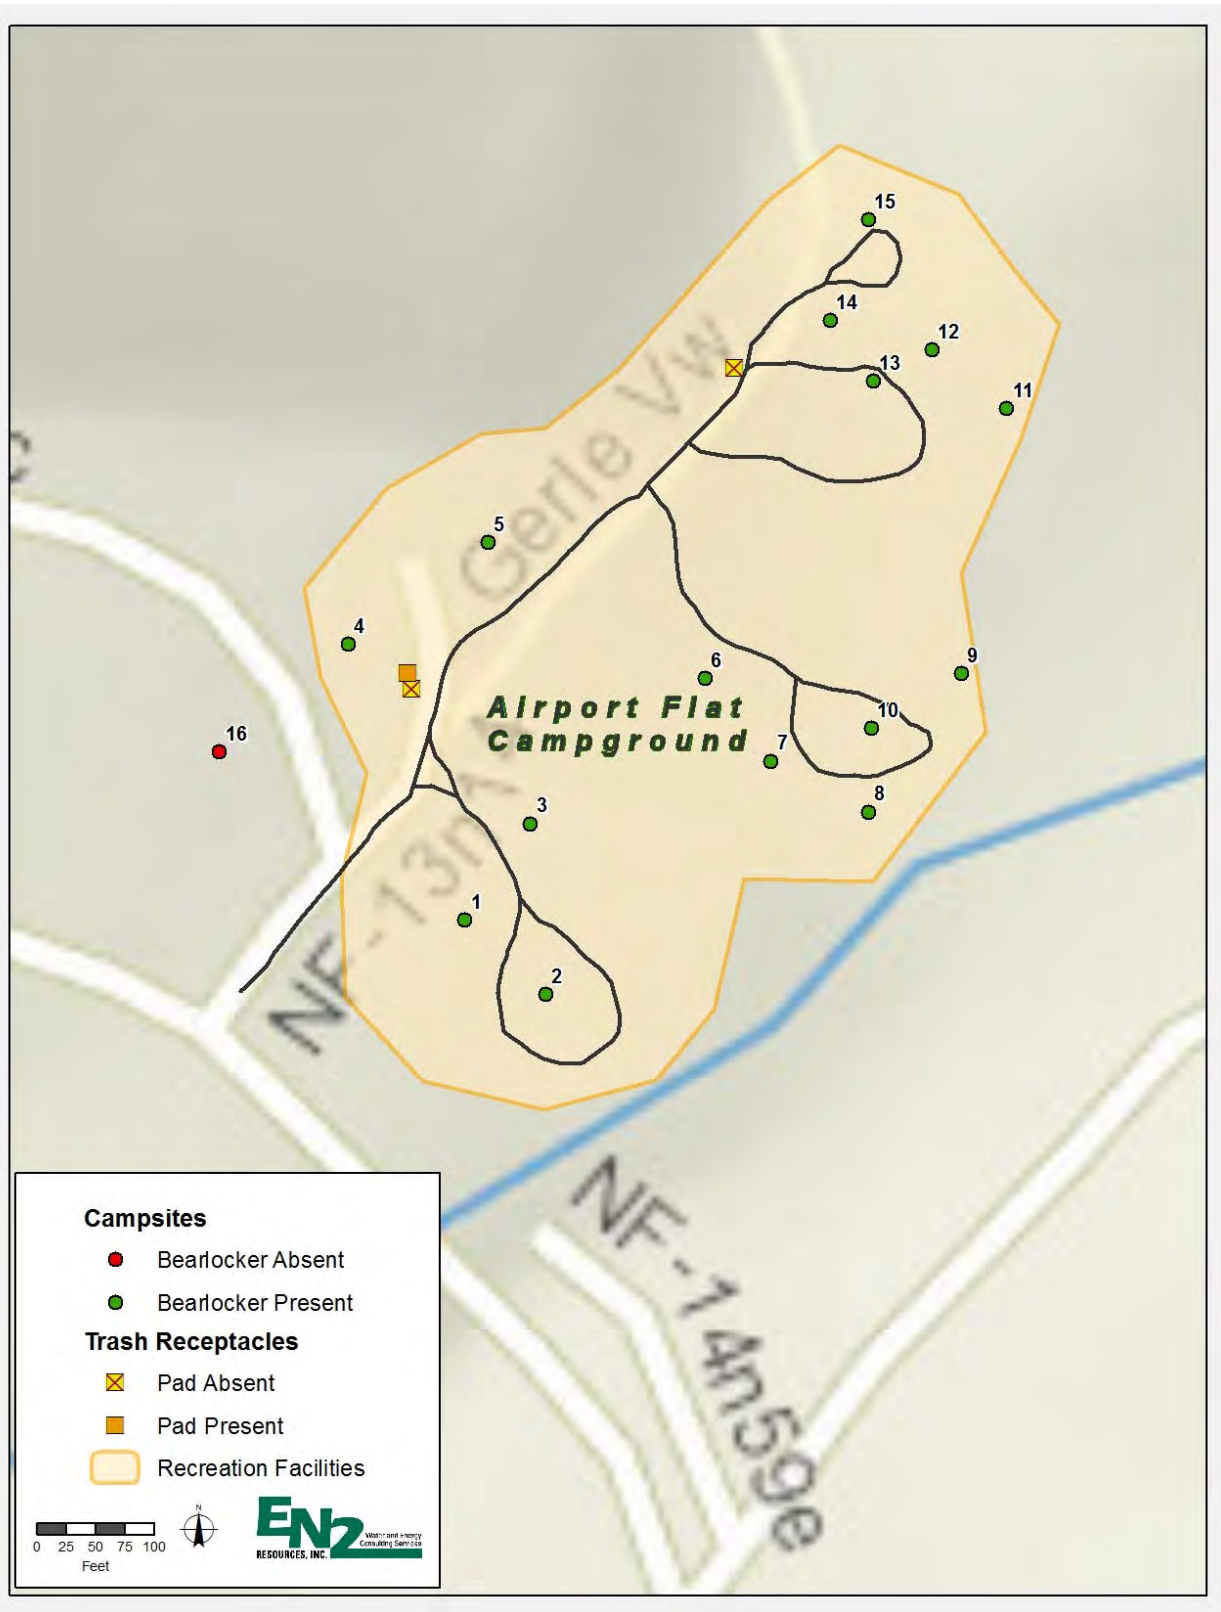 15
14
12
13
11
Gerle Vw
5
4
6
9
Airport Flat
Campground
10
16
7
8
3
1
2
NF-14n59e
Campsites
Bearlocker Absent
Bearlocker Present
Trash Receptacles
Pad Absent
Pad Present
Recreation Facilities
N
EN2
RESOURCES, INC.
Water and Energy
Consulting Services
0 25 50 75 100
Feet